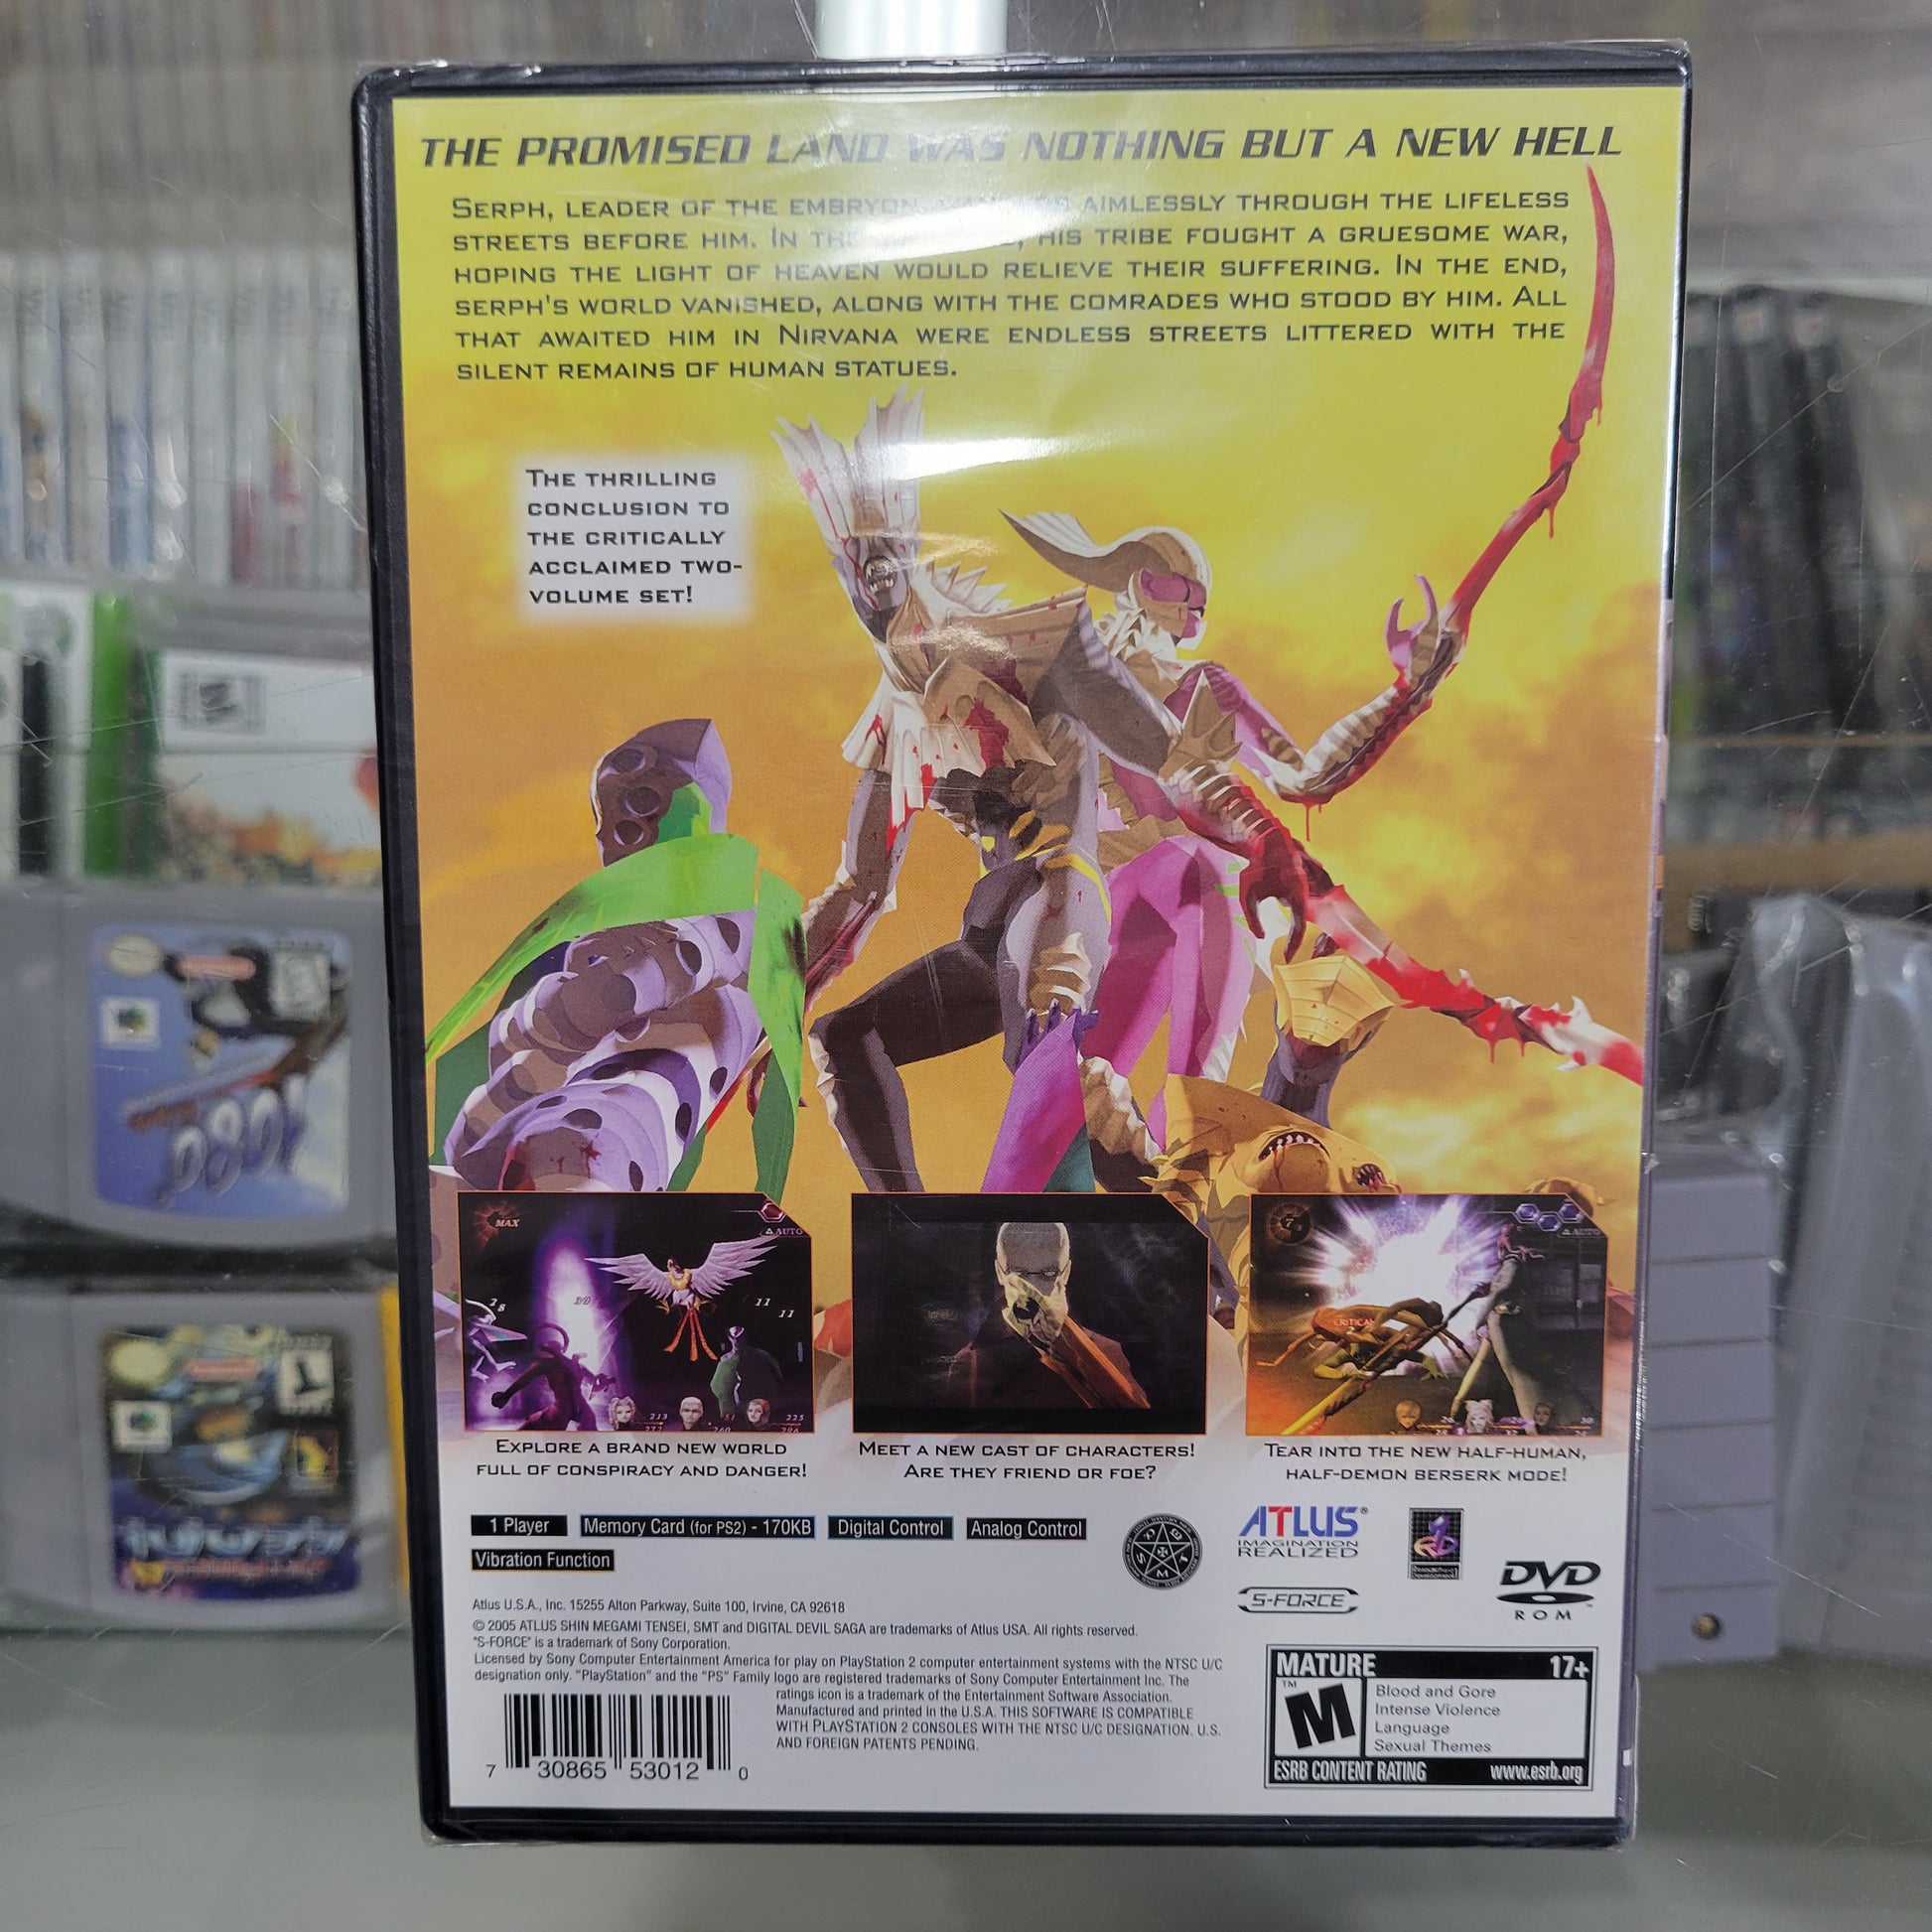 THE PROMISED LAND WAS NOTHING BUT A NEW HELL
SERPH, LEADER OF THE EMBRYON, AIMLESSLY THROUGH THE LIFELESS
STREETS BEFORE HIM. IN THE HIS TRIBE FOUGHT A GRUESOME WAR,
HOPING THE LIGHT OF HEAVEN WOULD RELIEVE THEIR SUFFERING. IN THE END,
SERPH'S WORLD VANISHED, ALONG WITH THE COMRADES WHO STOOD BY HIM. ALL
THAT AWAITED HIM IN NIRVANA WERE ENDLESS STREETS LITTERED WITH THE
SILENT REMAINS OF HUMAN STATUES.
THE THRILLING
CONCLUSION TO
THE CRITICALLY
ACCLAIMED TWO-
VOLUME SET!
MAX
AUTO
11
11
213
225
AUTO
CRITICAL
EXPLORE A BRAND NEW WORLD
FULL OF CONSPIRACY AND DANGER!
MEET A NEW CAST OF CHARACTERS!
ARE THEY FRIEND OR FOE?
TEAR INTO THE NEW HALF-HUMAN,
HALF-DEMON BERSERK MODE!
1 Player
Memory Card (for PS2) - 170KB
Digital Control
Analog Control
Vibration Function
ATLUS®
IMAGINATION
REALIZED
S-FORCE
DVD
ROM
Atlus U.S.A., Inc. 15255 Alton Parkway, Suite 100, Irvine, CA 92618
© 2005 ATLUS SHIN MEGAMI TENSEI, SMT and DIGITAL DEVIL SAGA are trademarks of Atlus USA. All rights reserved.
"S-FORCE" is a trademark of Sony Corporation.
Licensed by Sony Computer Entertainment America for play on PlayStation 2 computer entertainment systems with the NTSC U/C
designation only. "PlayStation" and the "PS" Family logo are registered trademarks of Sony Computer Entertainment Inc. The
ratings icon is a trademark of the Entertainment Software Association.
Manufactured and printed in the U.S.A. THIS SOFTWARE IS COMPATIBLE
WITH PLAYSTATION 2 CONSOLES WITH THE NTSC U/C DESIGNATION. U.S.
AND FOREIGN PATENTS PENDING.
7 30865 53012 0
MATURE 17+
M
TM
Blood and Gore
Intense Violence
Language
Sexual Themes
ESRB CONTENT RATING www.esrb.org
1080°